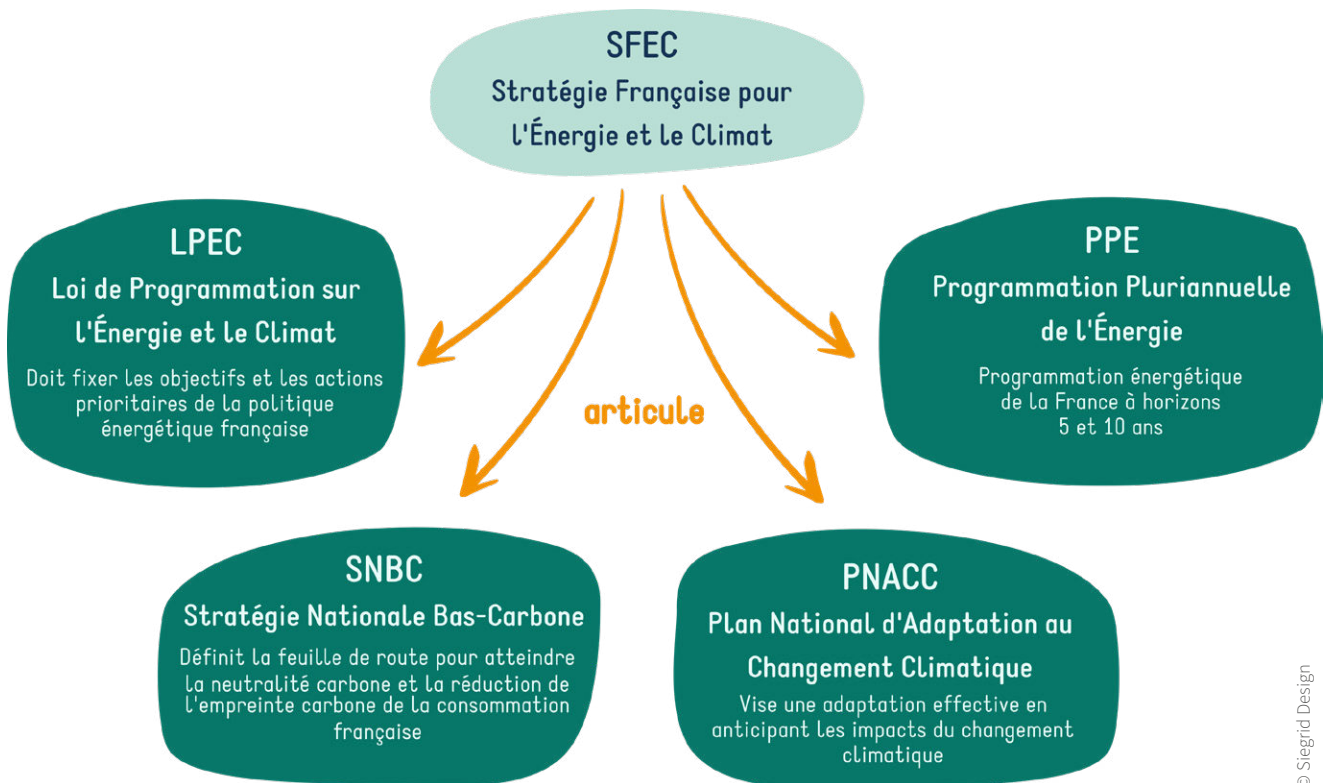 SFEC
Stratégie Française pour
l'Énergie et le Climat
LPEC
Loi de Programmation sur
l'Énergie et le Climat
Doit fixer les objectifs et les actions
prioritaires de la politique
énergétique française
PPE
Programmation Pluriannuelle
de l'Énergie
Programmation énergétique
de la France à horizons
5 et 10 ans
articule
SNBC
Stratégie Nationale Bas-Carbone
Définit la feuille de route pour atteindre
la neutralité carbone et la réduction de
l'empreinte carbone de la consommation
française
PNACC
Plan National d'Adaptation au
Changement Climatique
Vise une adaptation effective en
anticipant les impacts du changement
climatique
© Siegrid Design